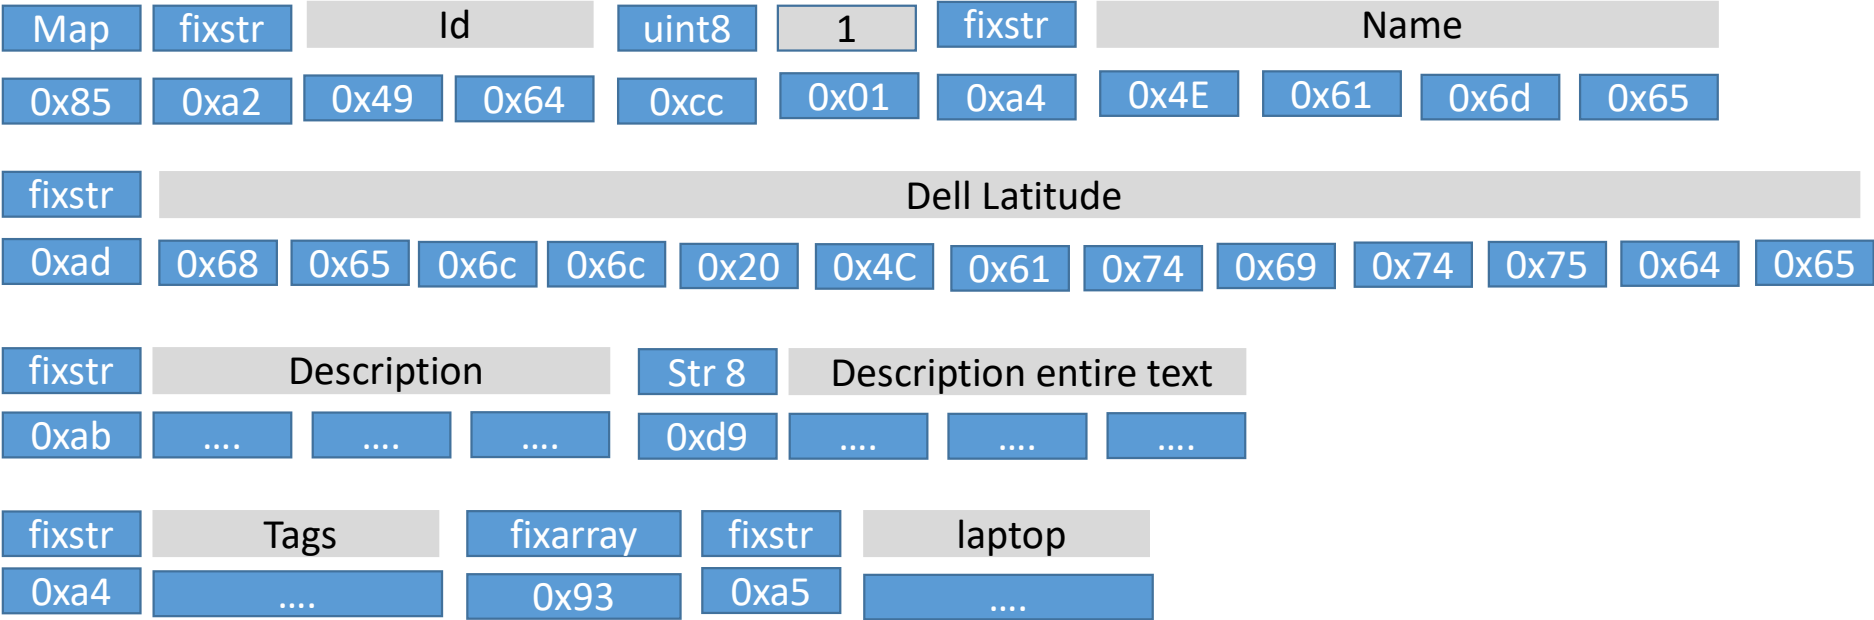 Map fixstr Id uint8 1 fixstr Name
0x85 0xa2 0x49 0x64 0xcc 0x01 0xa4 0x4E 0x61 0x6d 0x65
fixstr Dell Latitude
0xad 0x68 0x65 0x6c 0x6c 0x20 0x4C 0x61 0x74 0x69 0x74 0x75 0x64 0x65
fixstr Description Str 8 Description entire text
0xab .... .... .... 0xd9 .... .... ....
fixstr Tags fixarray fixstr laptop
0xa4 .... 0x93 0xa5 ....